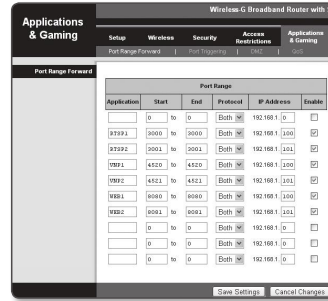 Wireless-G Broadband Router with
Applications & Gaming
Setup Wireless Security Access Restrictions Applications & Gaming
Port Range Forward | Port Triggering | DMZ | QoS
Port Range Forward
Port Range
Application Start End Protocol IP Address Enable
0 to 0 Both 192.168.1. 0
RTSP1 3000 to 3000 Both 192.168.1. 100
RTSP2 3001 to 3001 Both 192.168.1. 101
VNP1 4520 to 4520 Both 192.168.1. 100
VNP2 4521 to 4521 Both 192.168.1. 101
WEB1 8080 to 8080 Both 192.168.1. 100
WEB2 8081 to 8081 Both 192.168.1. 101
0 to 0 Both 192.168.1. 0
0 to 0 Both 192.168.1. 0
0 to 0 Both 192.168.1. 0
Save Settings Cancel Changes